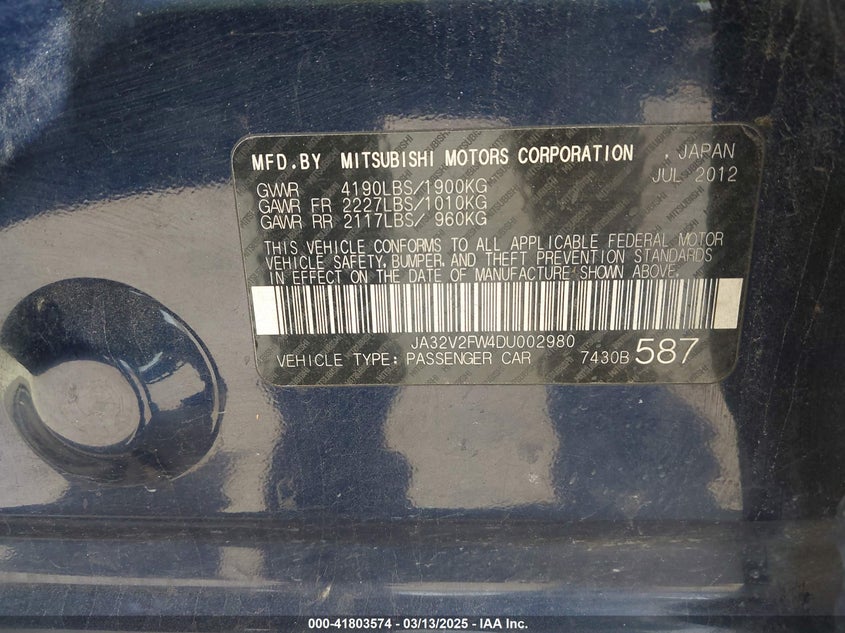 MFD.BY MITSUBISHI MOTORS CORPORATION , JAPAN
JUL 2012
GVWR 4190LBS/1900KG
GAWR FR 2227LBS/1010KG
GAWR RR 2117LBS/ 960KG
THIS VEHICLE CONFORMS TO ALL APPLICABLE FEDERAL MOTOR
VEHICLE SAFETY, BUMPER, AND THEFT PREVENTION STANDARDS
IN EFFECT ON THE DATE OF MANUFACTURE SHOWN ABOVE.
JA32V2FW4DU002980
VEHICLE TYPE: PASSENGER CAR 7430B 587
000-41803574 - 03/13/2025 - IAA Inc.